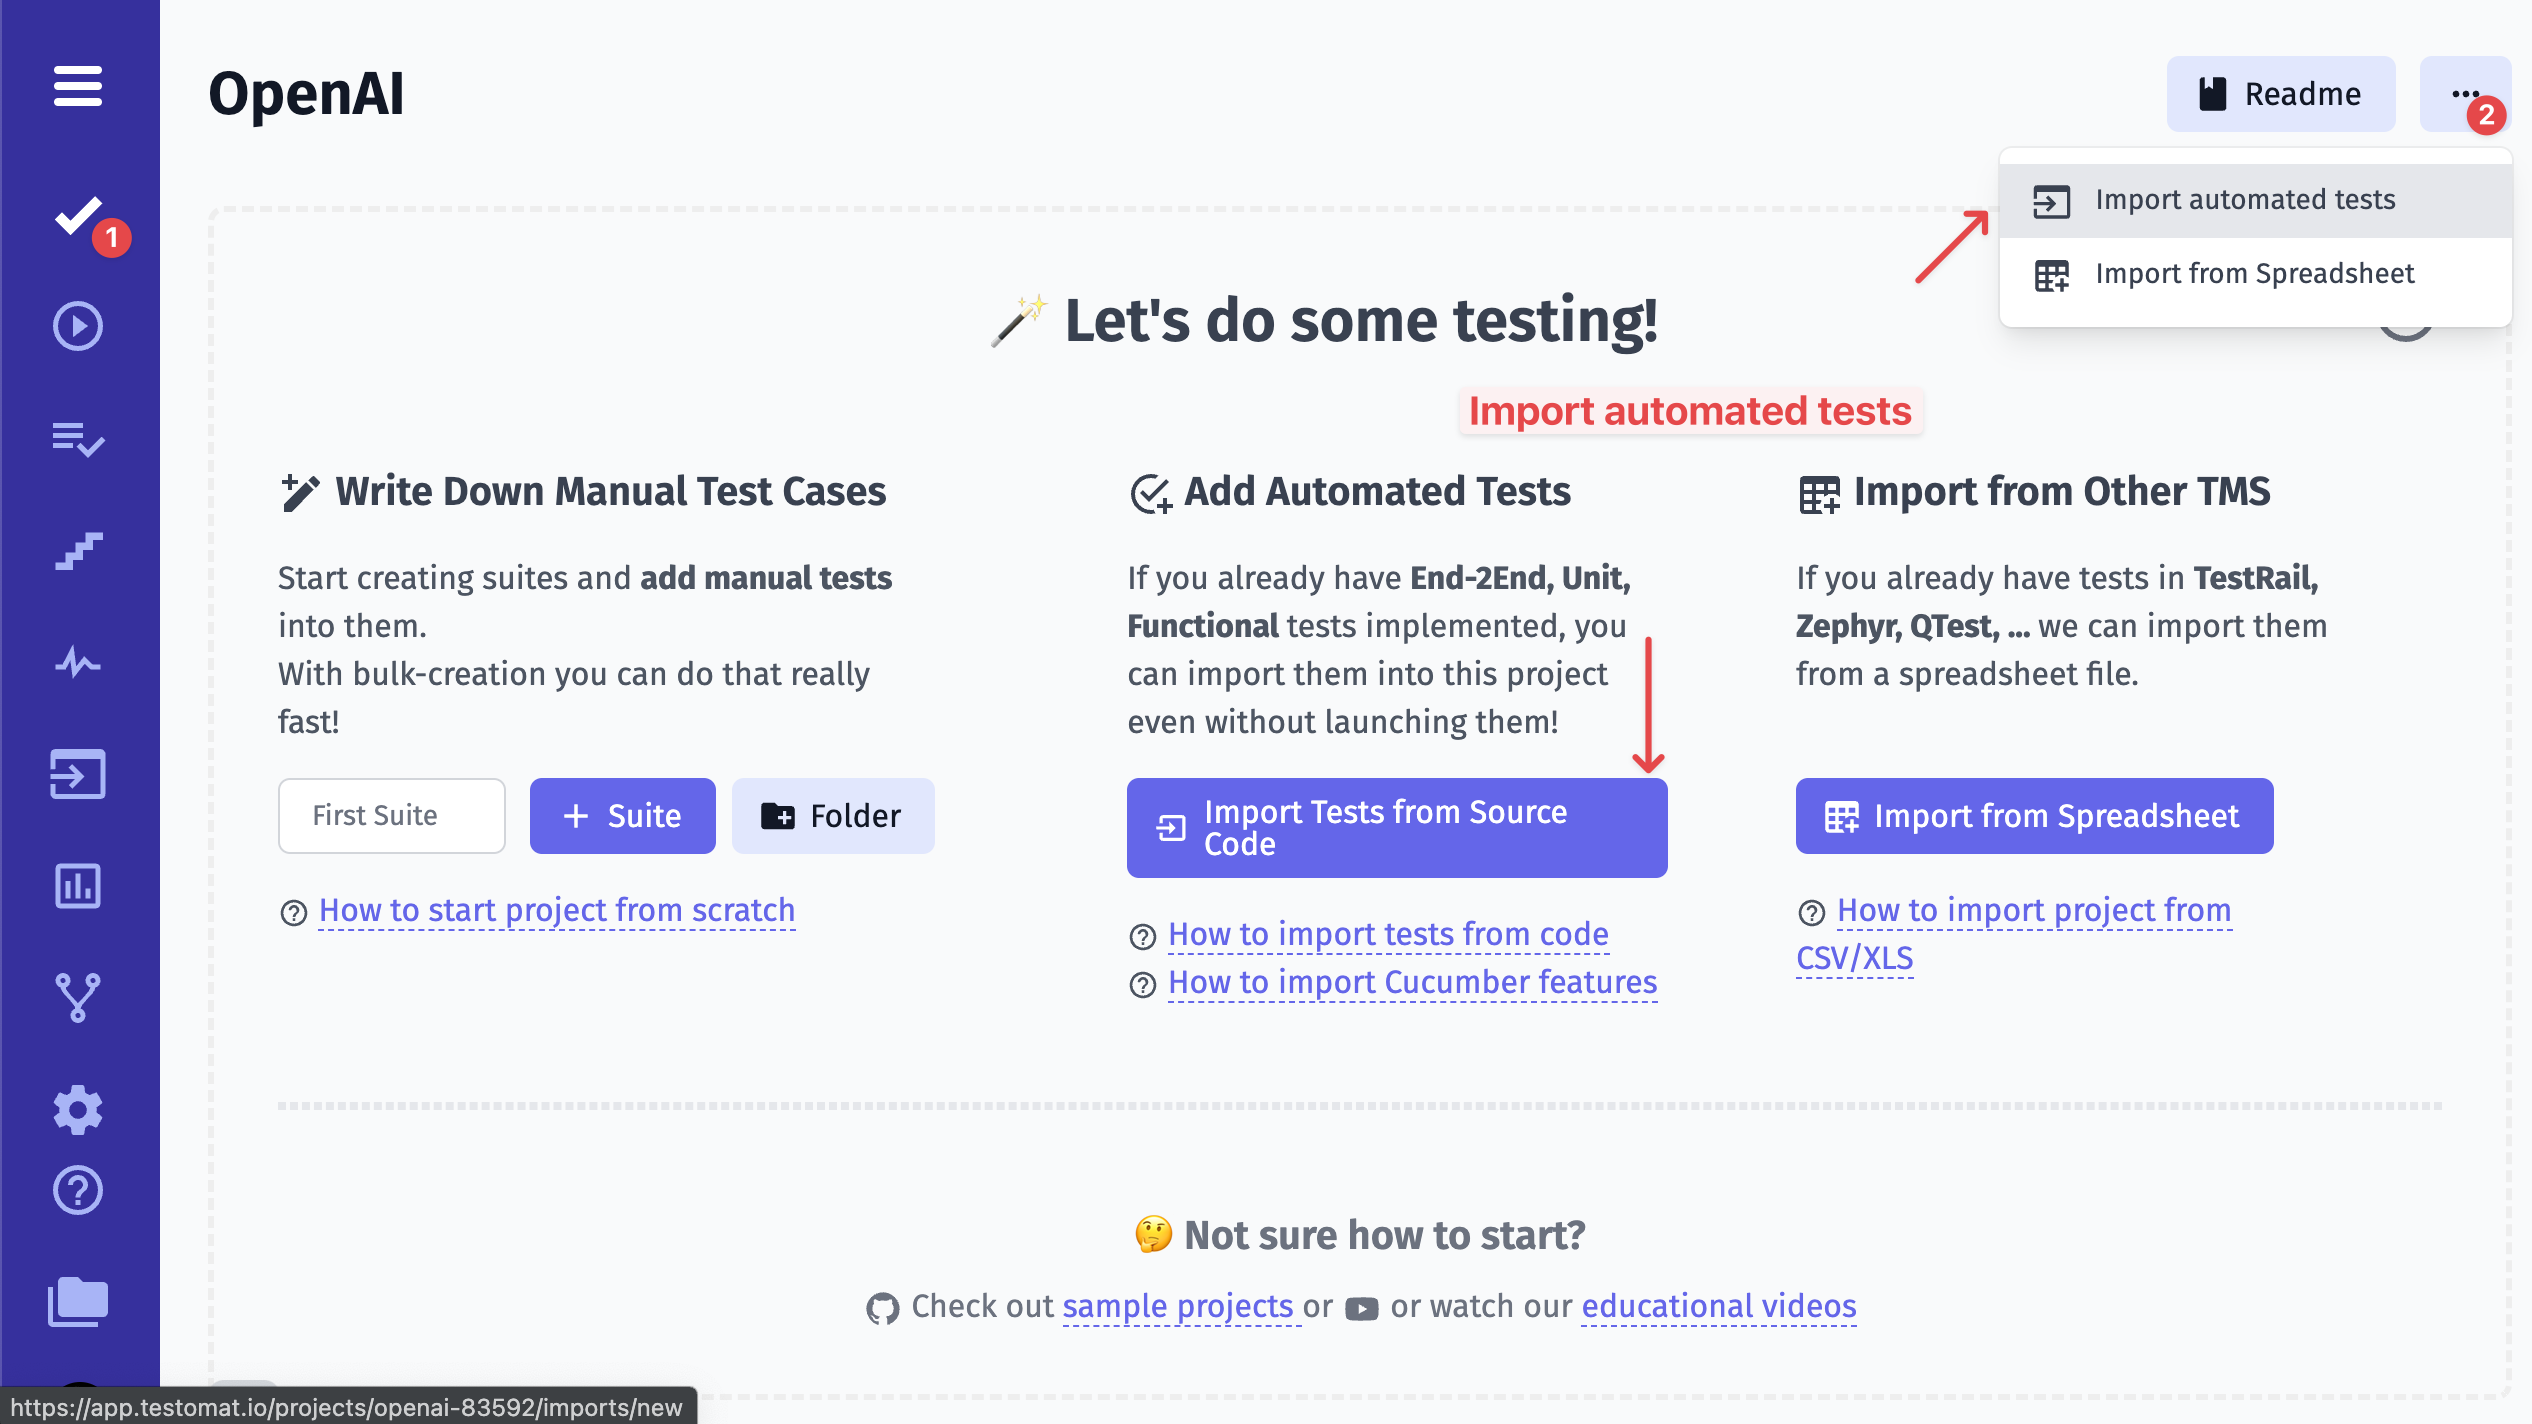 OpenAI
Readme
...
2
1
Import automated tests
Import from Spreadsheet
Let's do some testing!
Import automated tests
Write Down Manual Test Cases
Start creating suites and add manual tests
into them.
With bulk-creation you can do that really
fast!
First Suite
+ Suite
Folder
How to start project from scratch
Add Automated Tests
If you already have End-2End, Unit,
Functional tests implemented, you
can import them into this project
even without launching them!
Import Tests from Source
Code
How to import tests from code
How to import Cucumber features
Import from Other TMS
If you already have tests in TestRail,
Zephyr, QTest, ... we can import them
from a spreadsheet file.
Import from Spreadsheet
How to import project from
CSV/XLS
Not sure how to start?
Check out sample projects or or watch our educational videos
https://app.testomat.io/projects/openai-83592/imports/new